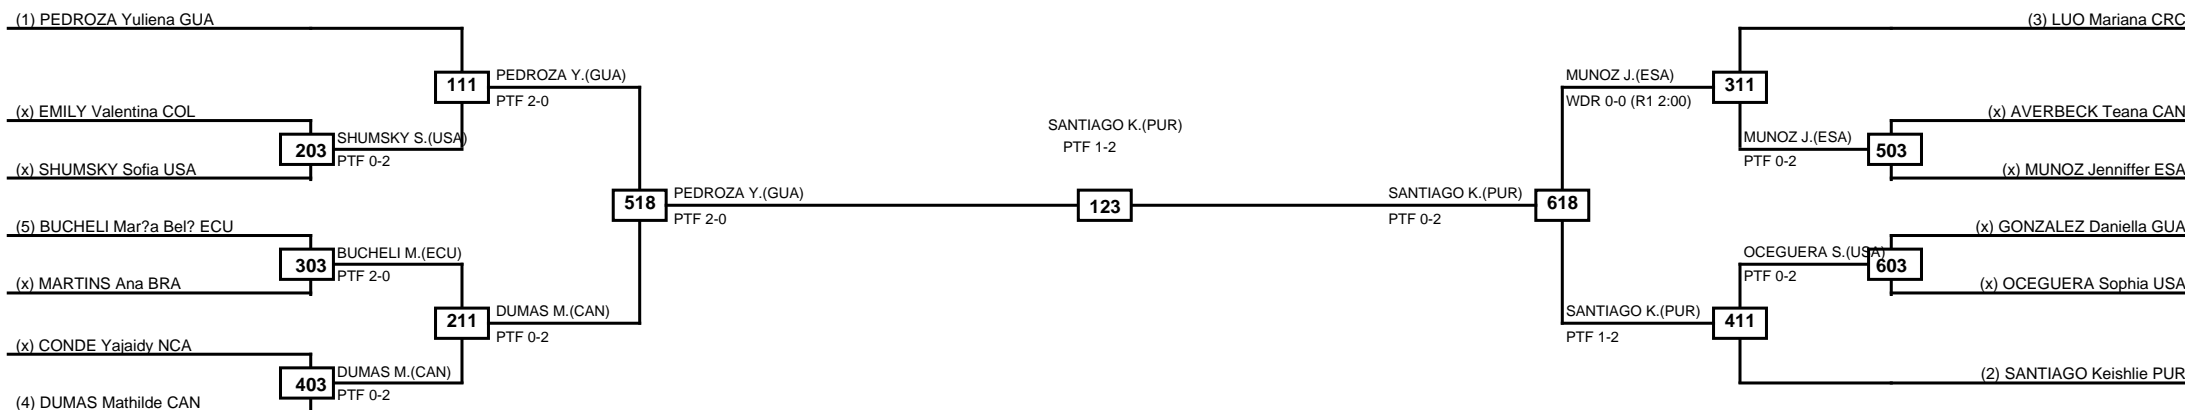 (1) PEDROZA Yuliena GUA
(3) LUO Mariana CRC
111
PEDROZA Y.(GUA)
PTF 2-0
MUNOZ J.(ESA)
WDR 0-0 (R1 2:00)
311
(x) EMILY Valentina COL
203
SHUMSKY S.(USA)
PTF 0-2
(x) SHUMSKY Sofia USA
SANTIAGO K.(PUR)
PTF 1-2
(x) AVERBECK Teana CAN
MUNOZ J.(ESA)
PTF 0-2
503
(x) MUNOZ Jenniffer ESA
518
PEDROZA Y.(GUA)
PTF 2-0
123
SANTIAGO K.(PUR)
PTF 0-2
618
(5) BUCHELI Mar?a Bel? ECU
303
BUCHELI M.(ECU)
PTF 2-0
(x) MARTINS Ana BRA
(x) GONZALEZ Daniella GUA
OCEGUERA S.(USA)
PTF 0-2
603
(x) OCEGUERA Sophia USA
211
DUMAS M.(CAN)
PTF 0-2
SANTIAGO K.(PUR)
PTF 1-2
411
(x) CONDE Yajaidy NCA
403
DUMAS M.(CAN)
PTF 0-2
(4) DUMAS Mathilde CAN
(2) SANTIAGO Keishlie PUR